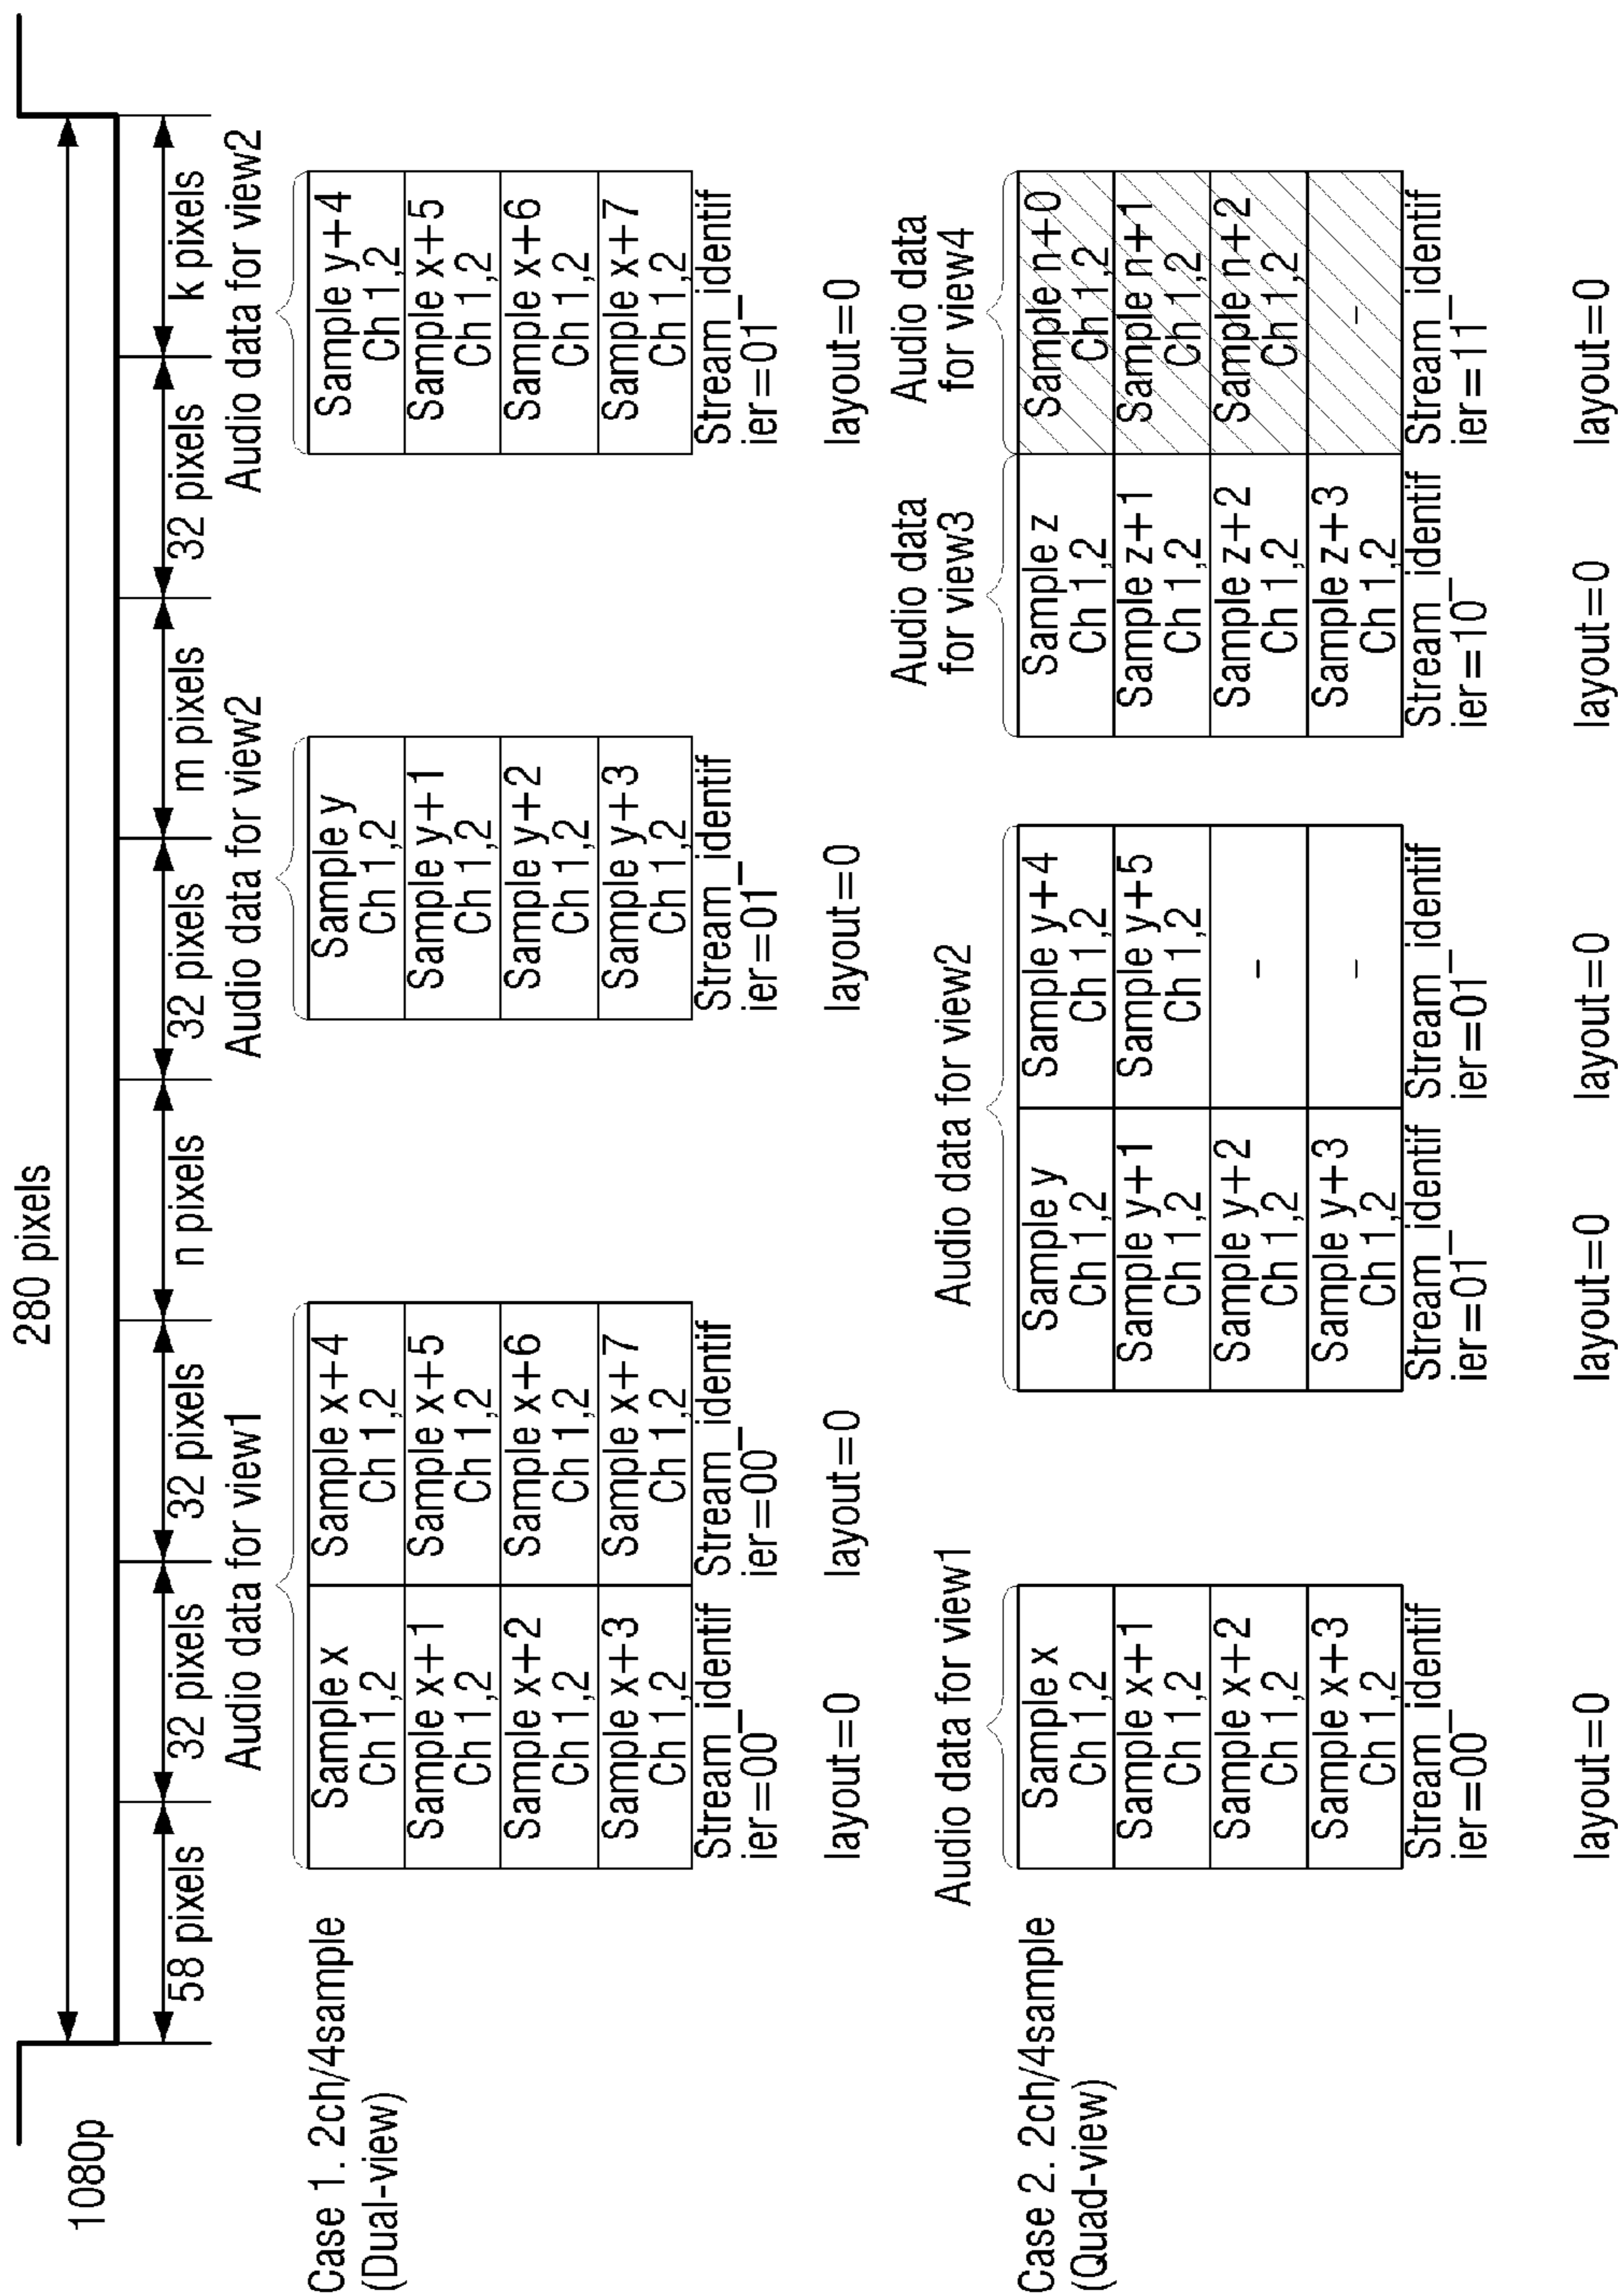 280 pixels
1080p
58 pixels
32 pixels
32 pixels
n pixels
32 pixels
m pixels
32 pixels
k pixels
Case 1. 2ch/4sample
(Dual-view)
Audio data for view1
Sample x
Ch 1,2
Sample x+1
Ch 1,2
Sample x+2
Ch 1,2
Sample x+3
Ch 1,2
Stream_identif
ier=00
layout=0
Sample x+4
Ch 1,2
Sample x+5
Ch 1,2
Sample x+6
Ch 1,2
Sample x+7
Ch 1,2
Stream_identif
ier=00
layout=0
Audio data for view2
Sample y
Ch 1,2
Sample y+1
Ch 1,2
Sample y+2
Ch 1,2
Sample y+3
Ch 1,2
Stream_identif
ier=01
layout=0
Audio data for view2
Sample y+4
Ch 1,2
Sample x+5
Ch 1,2
Sample x+6
Ch 1,2
Sample x+7
Ch 1,2
Stream_identif
ier=01
layout=0
Case 2. 2ch/4sample
(Quad-view)
Audio data for view1
Sample x
Ch 1,2
Sample x+1
Ch 1,2
Sample x+2
Ch 1,2
Sample x+3
Ch 1,2
Stream_identif
ier=00
layout=0
Audio data for view2
Sample y
Ch 1,2
Sample y+1
Ch 1,2
Sample y+2
Ch 1,2
Sample y+3
Ch 1,2
Stream_identif
ier=01
layout=0
Sample y+4
Ch 1,2
Sample y+5
Ch 1,2
-
-
Stream_identif
ier=01
layout=0
Audio data
for view3
Sample z
Ch 1,2
Sample z+1
Ch 1,2
Sample z+2
Ch 1,2
Sample z+3
Ch 1,2
Stream_identif
ier=10
layout=0
Audio data
for view4
Sample n+0
Ch 1,2
Sample n+1
Ch 1,2
Sample n+2
Ch 1,2
-
Stream_identif
ier=11
layout=0